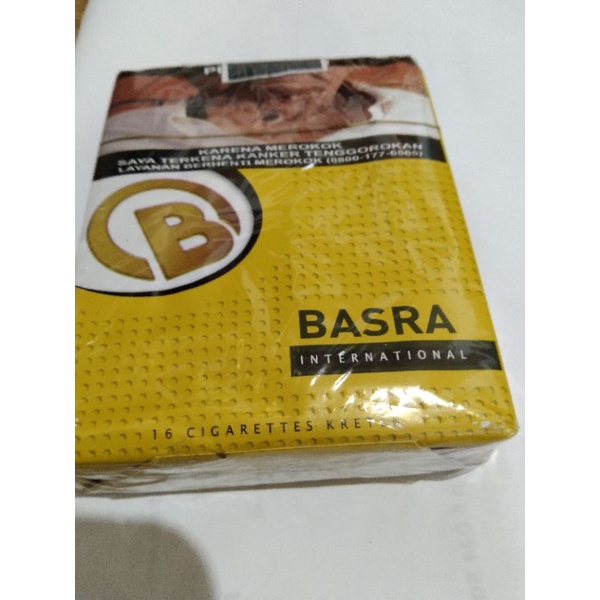 KARENA MEROKOK
SAYA TERKENA KANKER TENGGOROKAN
LAYANAN BERHENTI MEROKOK (0800-177-6565)
B
BASRA
INTERNATIONAL
16 CIGARETTES KRETEK